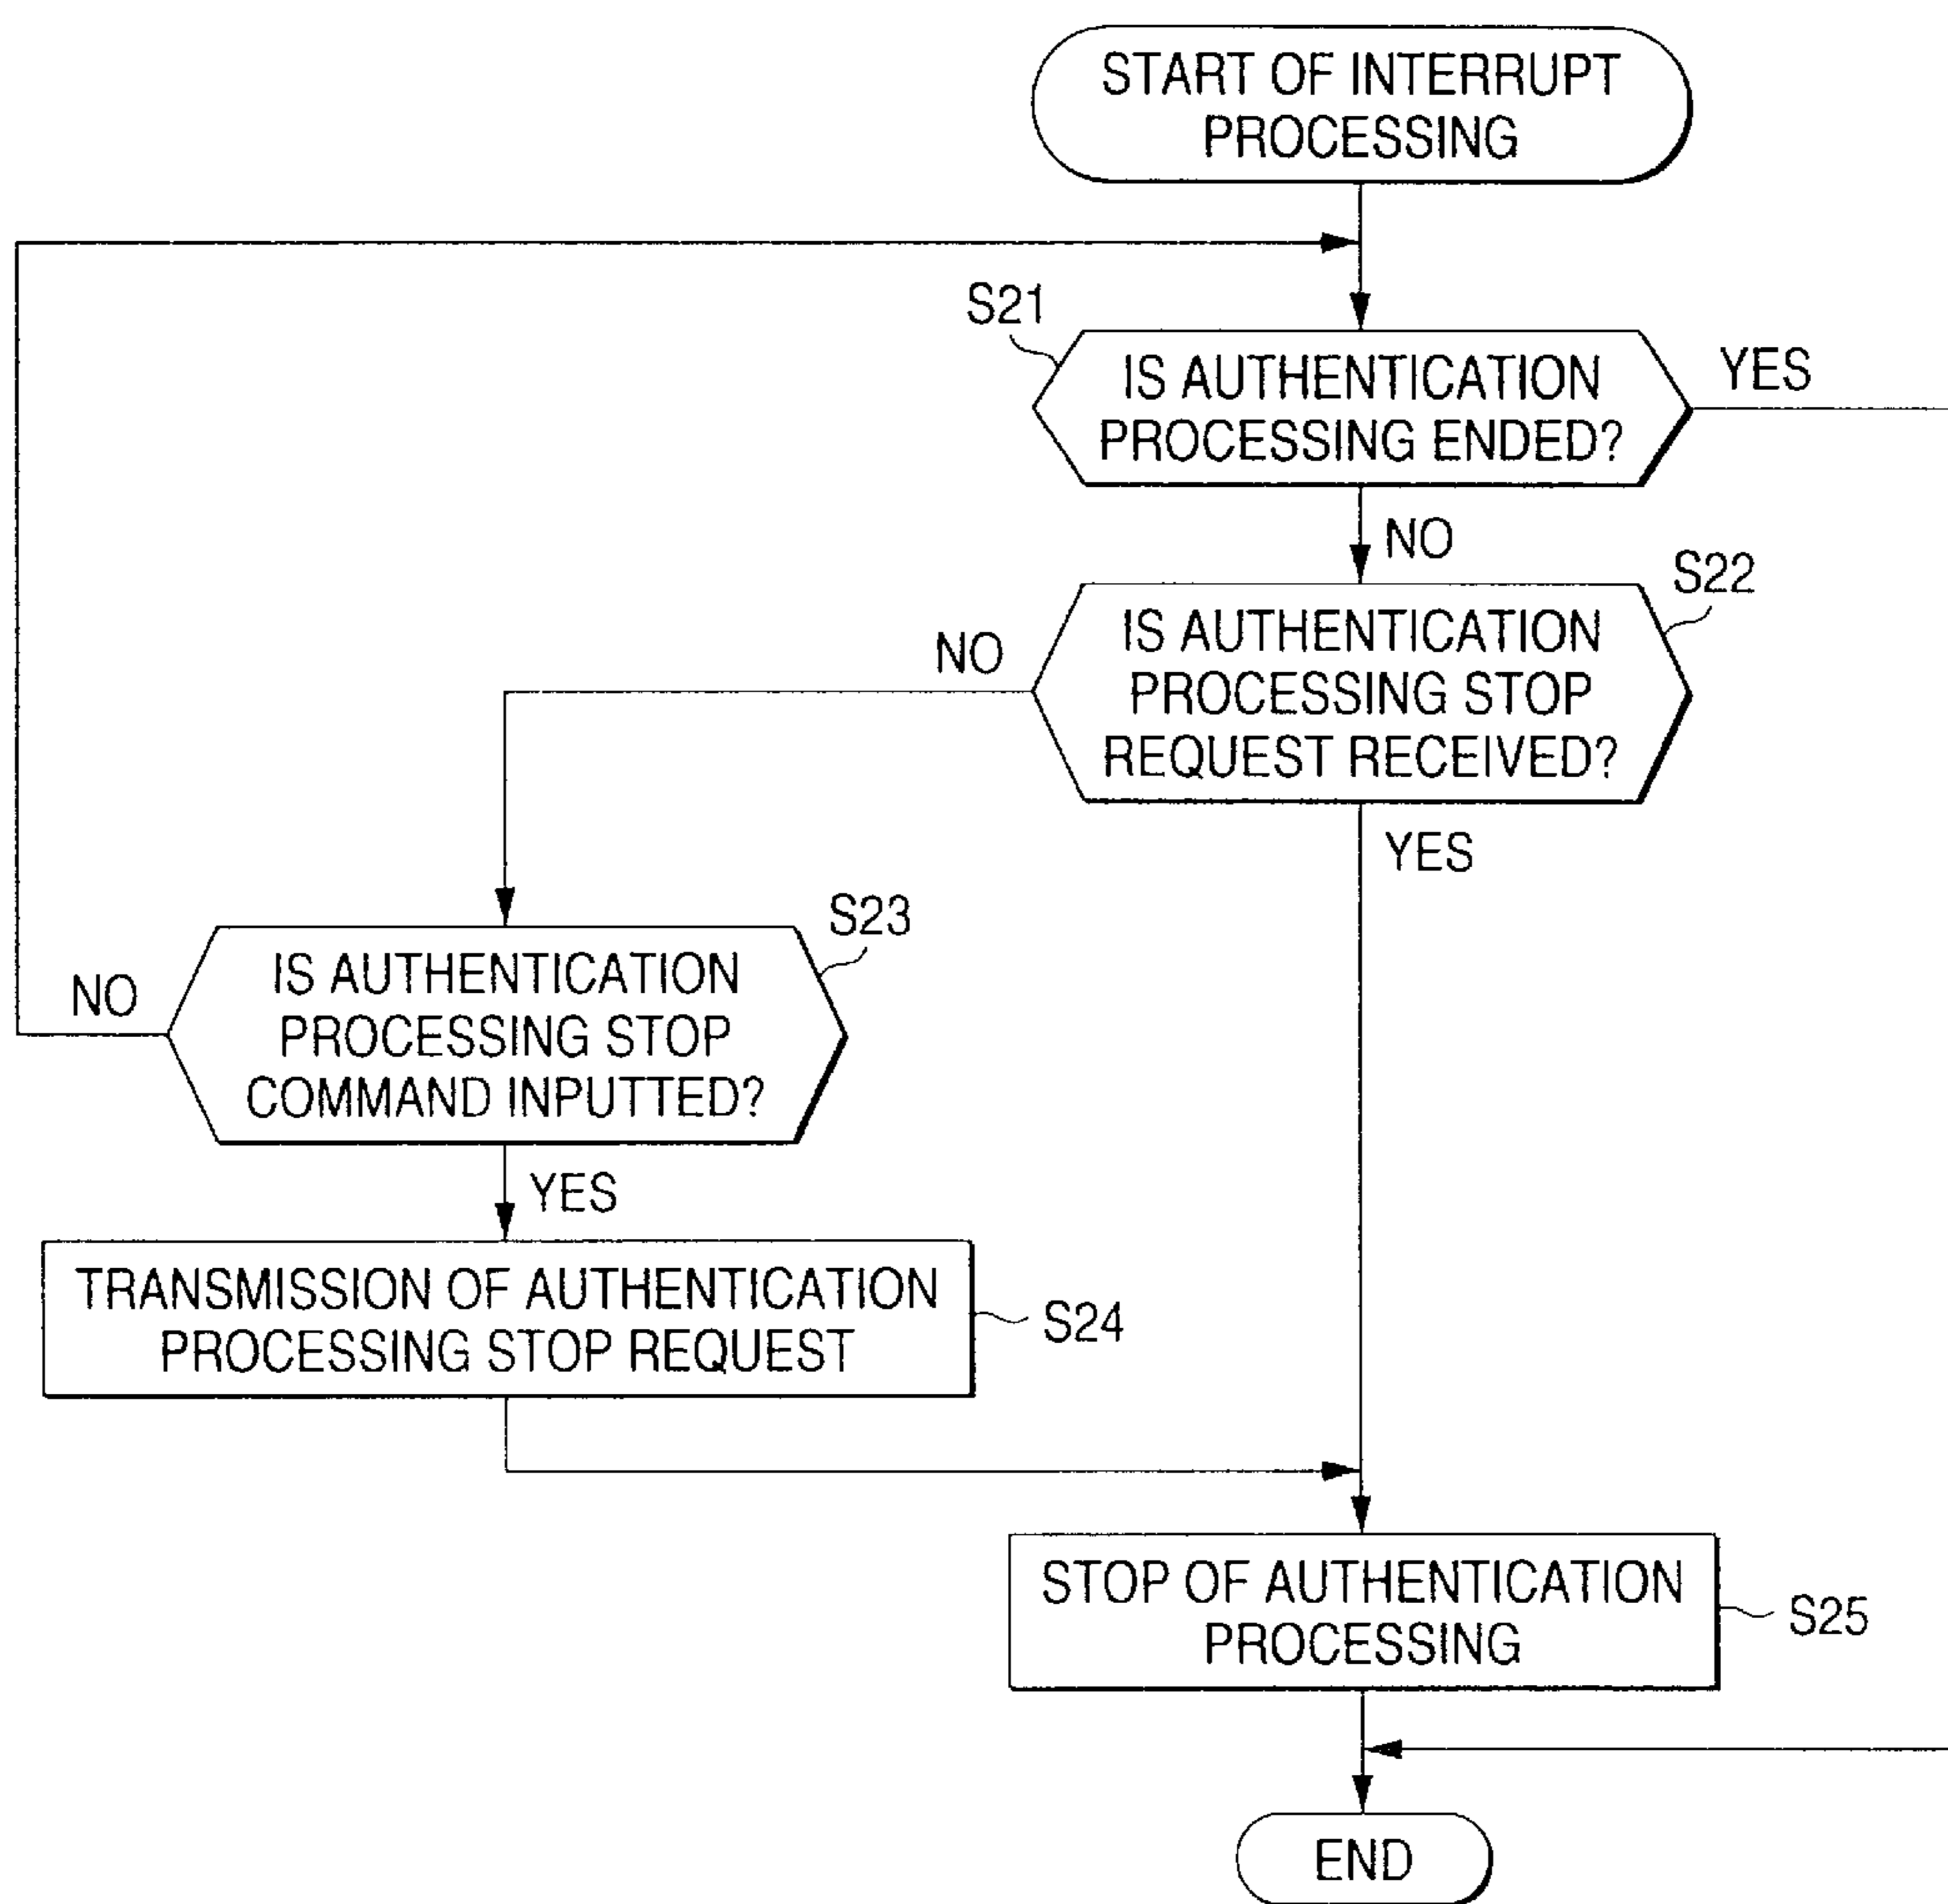 START OF INTERRUPT
PROCESSING
S21
IS AUTHENTICATION
PROCESSING ENDED?
YES
NO
S22
IS AUTHENTICATION
PROCESSING STOP
REQUEST RECEIVED?
NO
YES
S23
IS AUTHENTICATION
PROCESSING STOP
COMMAND INPUTTED?
NO
YES
TRANSMISSION OF AUTHENTICATION
PROCESSING STOP REQUEST
S24
STOP OF AUTHENTICATION
PROCESSING
S25
END